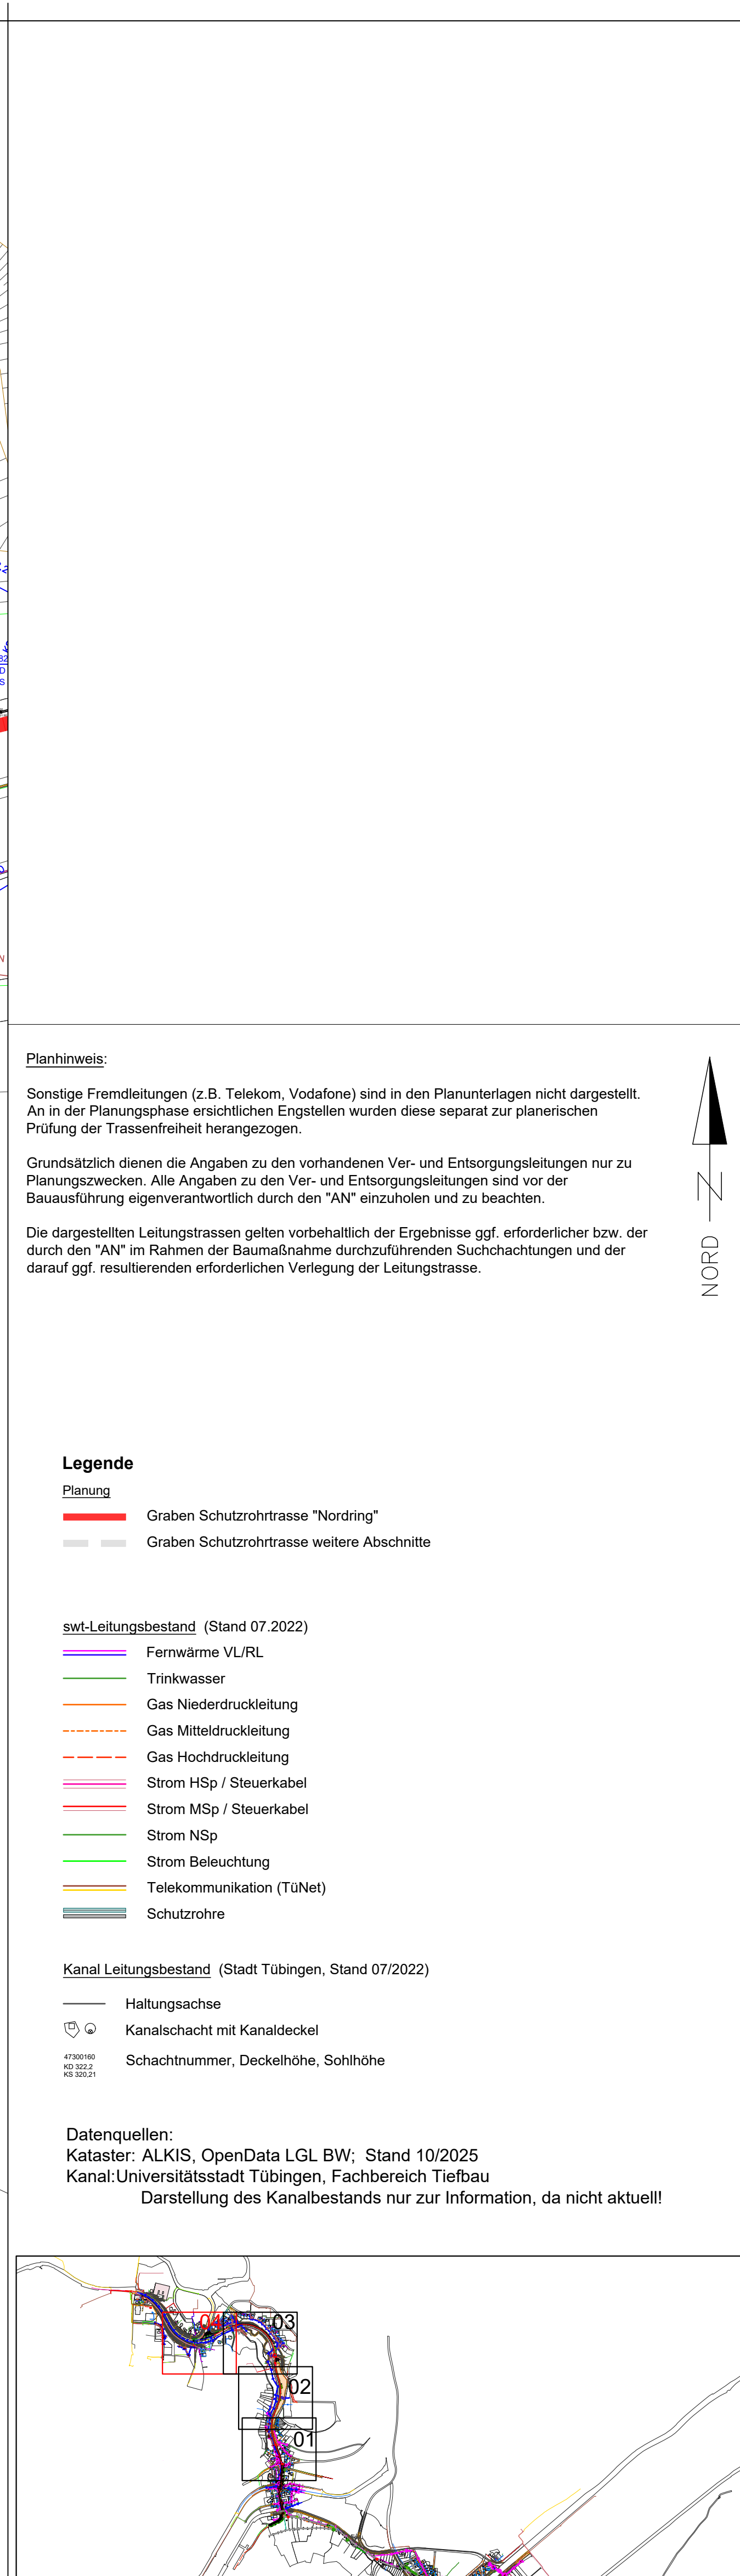 Planhinweis:
Sonstige Fremdleitungen (z.B. Telekom, Vodafone) sind in den Planunterlagen nicht dargestellt.
An in der Planungsphase ersichtlichen Engstellen wurden diese separat zur planerischen
Prüfung der Trassenfreiheit herangezogen.
Grundsätzlich dienen die Angaben zu den vorhandenen Ver- und Entsorgungsleitungen nur zu
Planungszwecken. Alle Angaben zu den Ver- und Entsorgungsleitungen sind vor der
Bauausführung eigenverantwortlich durch den "AN" einzuholen und zu beachten.
Die dargestellten Leitungstrassen gelten vorbehaltlich der Ergebnisse ggf. erforderlicher bzw. der
durch den "AN" im Rahmen der Baumaßnahme durchzuführenden Suchschachtungen und der
darauf ggf. resultierenden erforderlichen Verlegung der Leitungstrasse.
N
NORD
Legende
Planung
Graben Schutzrohrtrasse "Nordring"
Graben Schutzrohrtrasse weitere Abschnitte
swt-Leitungsbestand (Stand 07.2022)
Fernwärme VL/RL
Trinkwasser
Gas Niederdruckleitung
Gas Mitteldruckleitung
Gas Hochdruckleitung
Strom HSp / Steuerkabel
Strom MSp / Steuerkabel
Strom NSp
Strom Beleuchtung
Telekommunikation (TüNet)
Schutzrohre
Kanal Leitungsbestand (Stadt Tübingen, Stand 07/2022)
Haltungsachse
Kanalschacht mit Kanaldeckel
47300160
KD 322,2
KS 320,21
Schachtnummer, Deckelhöhe, Sohlhöhe
Datenquellen:
Kataster: ALKIS, OpenData LGL BW; Stand 10/2025
Kanal:Universitätsstadt Tübingen, Fachbereich Tiefbau
Darstellung des Kanalbestands nur zur Information, da nicht aktuell!
04
03
02
01